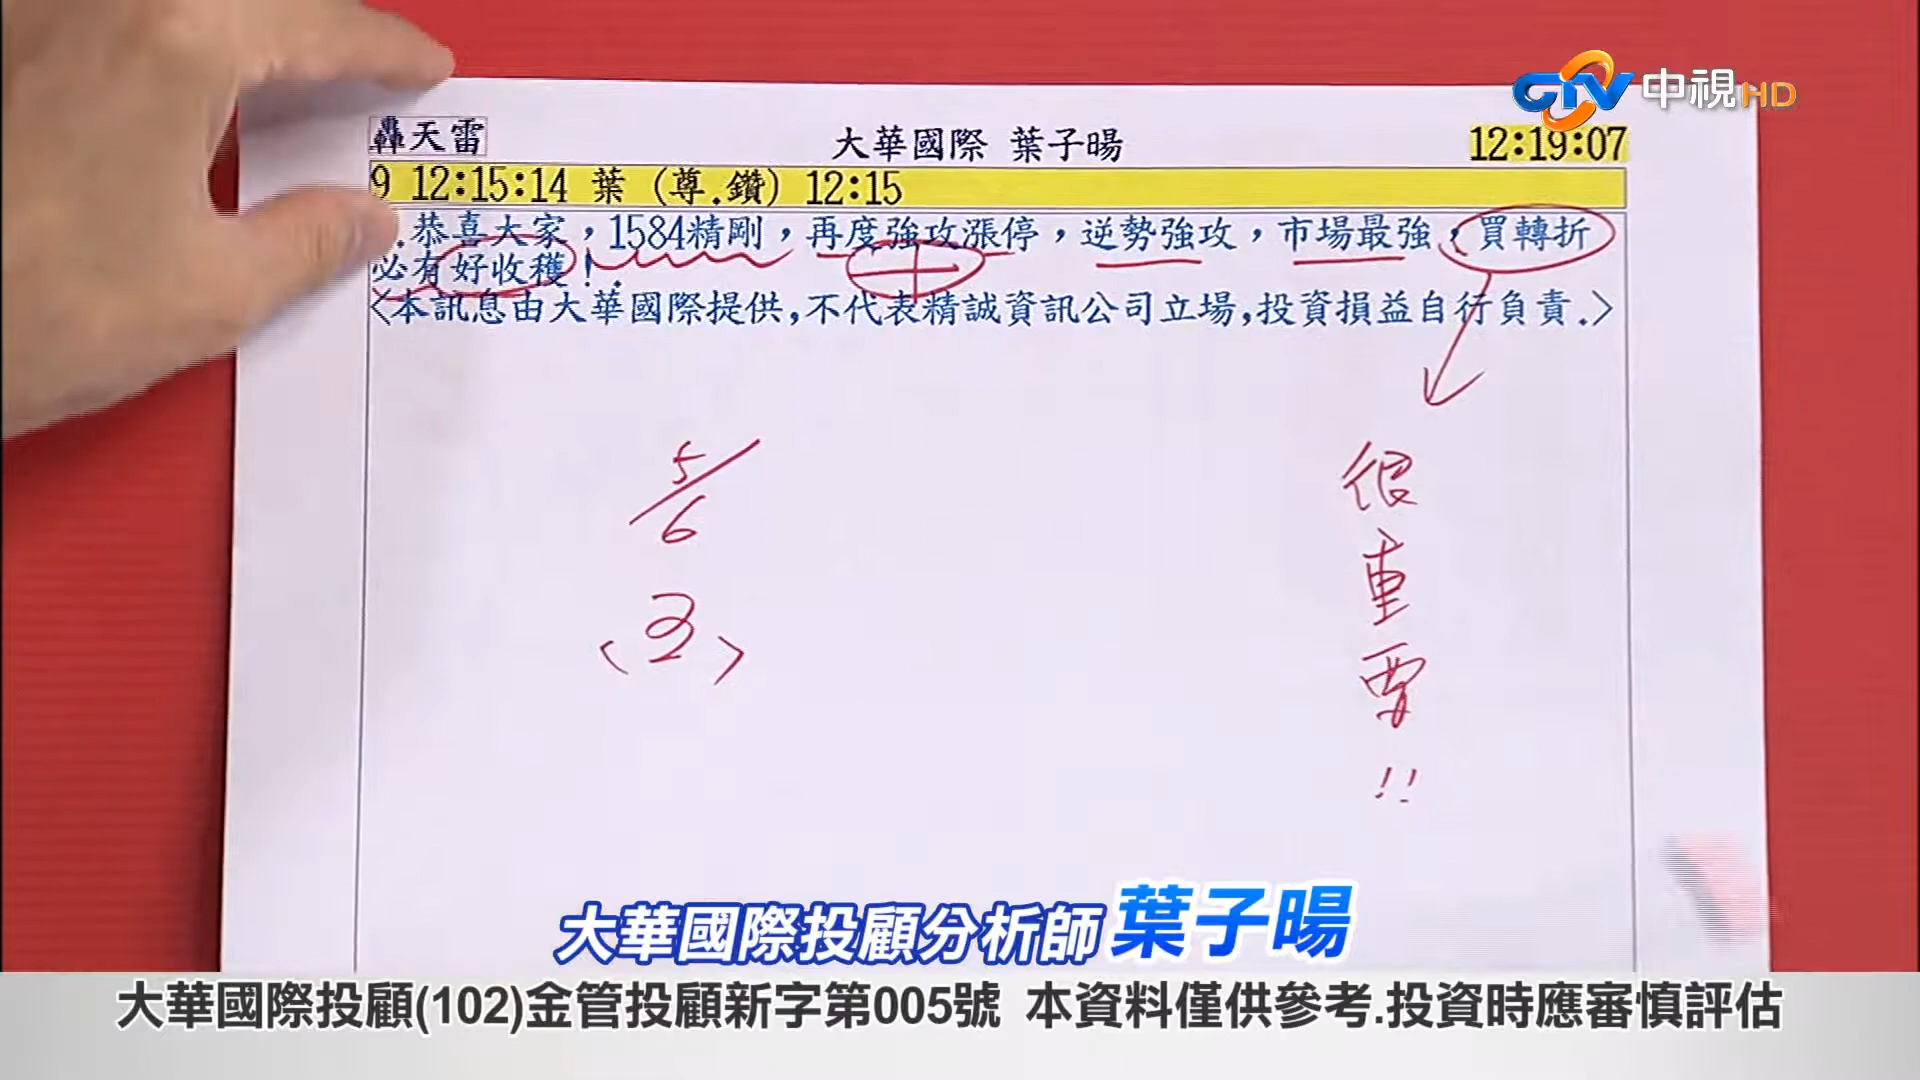 CTV 中視HD
轟天雷 大華國際 葉子暘 12:19:07
9 12:15:14 葉 (尊.鑽) 12:15
.恭喜大家，1584精剛，再度強攻漲停，逆勢強攻，市場最強，買轉折
必有好收穫!.
<本訊息由大華國際提供,不代表精誠資訊公司立場,投資損益自行負責.>
5/6
很重要!!
大華國際投顧分析師 葉子暘
大華國際投顧(102)金管投顧新字第005號 本資料僅供參考.投資時應審慎評估